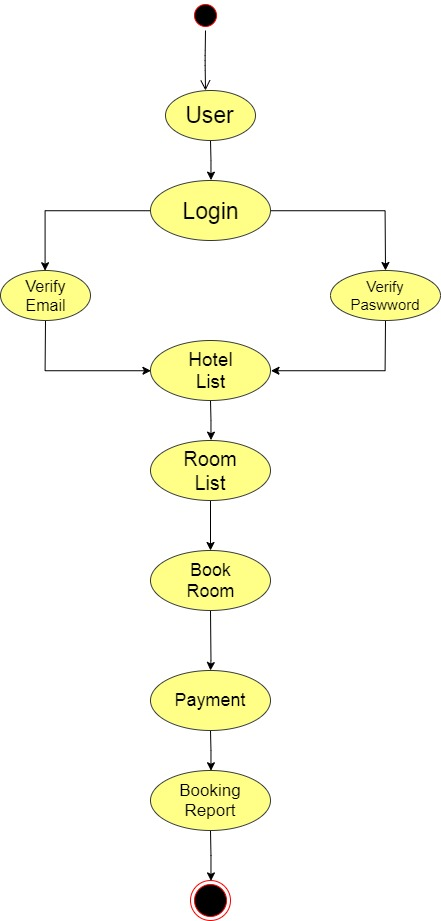 User
Login
Verify
Email
Verify
Paswword
Hotel
List
Room
List
Book
Room
Payment
Booking
Report